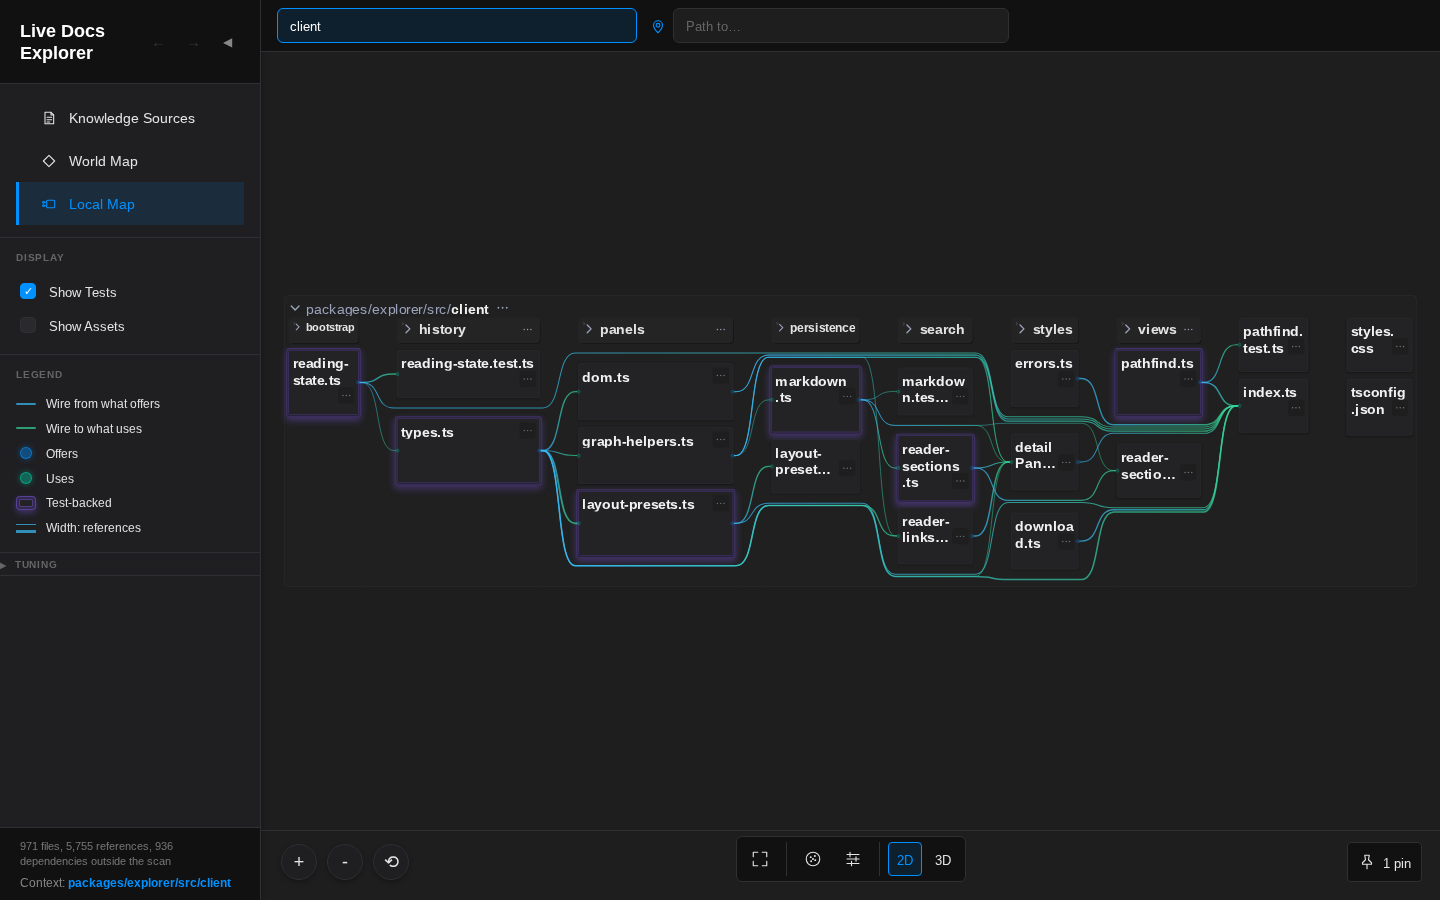 Live Docs
Explorer
← → ◀
client
Path to...
Knowledge Sources
World Map
Local Map
DISPLAY
✓ Show Tests
Show Assets
LEGEND
Wire from what offers
Wire to what uses
Offers
Uses
Test-backed
Width: references
▶ TUNING
971 files, 5,755 references, 936
dependencies outside the scan
Context: packages/explorer/src/client
packages/explorer/src/client ...
bootstrap
history ...
panels ...
persistence
search
styles
views ...
reading-
state.ts
...
reading-state.test.ts
...
types.ts ...
dom.ts ...
graph-helpers.ts ...
layout-presets.ts ...
markdown
.ts ...
layout-
preset… ...
markdow
n.tes… ...
reader-
sections
.ts ...
reader-
links… ...
errors.ts
...
detail
Pan… ...
downloa
d.ts ...
pathfind.ts
...
reader-
sectio… ...
pathfind.
test.ts ...
index.ts
...
styles.
css ...
tsconfig
.json ...
+ - ⟲
2D 3D
1 pin